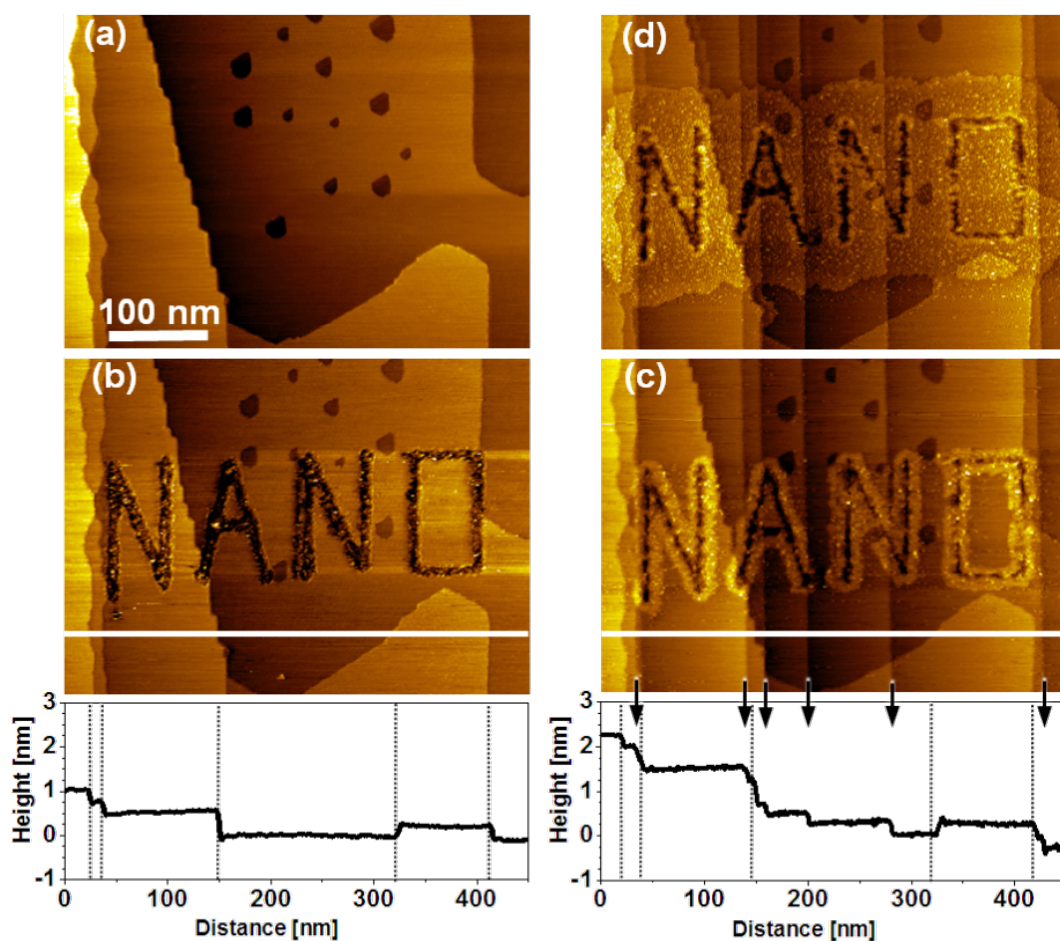 (a)
100 nm
(d)
NANO
(b)
NANO
(c)
NANO
3
2
1
0
-1
Height [nm]
0 100 200 300 400
Distance [nm]
3
2
1
0
-1
Height [nm]
0 100 200 300 400
Distance [nm]